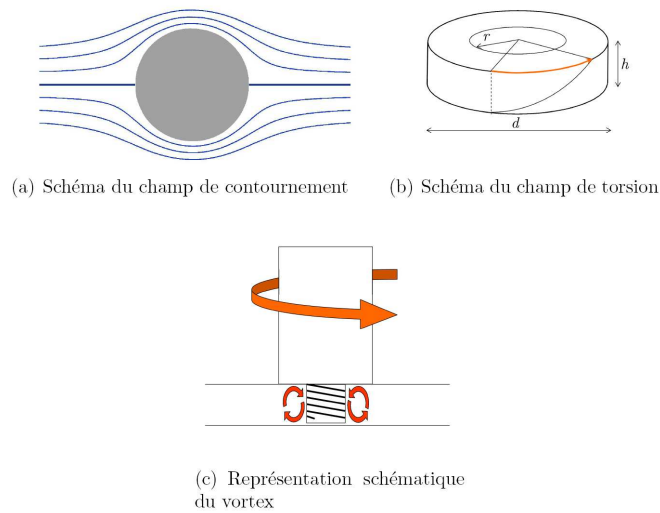 r
h
d
(a) Schéma du champ de contournement
(b) Schéma du champ de torsion
(c) Représentation schématique
du vortex